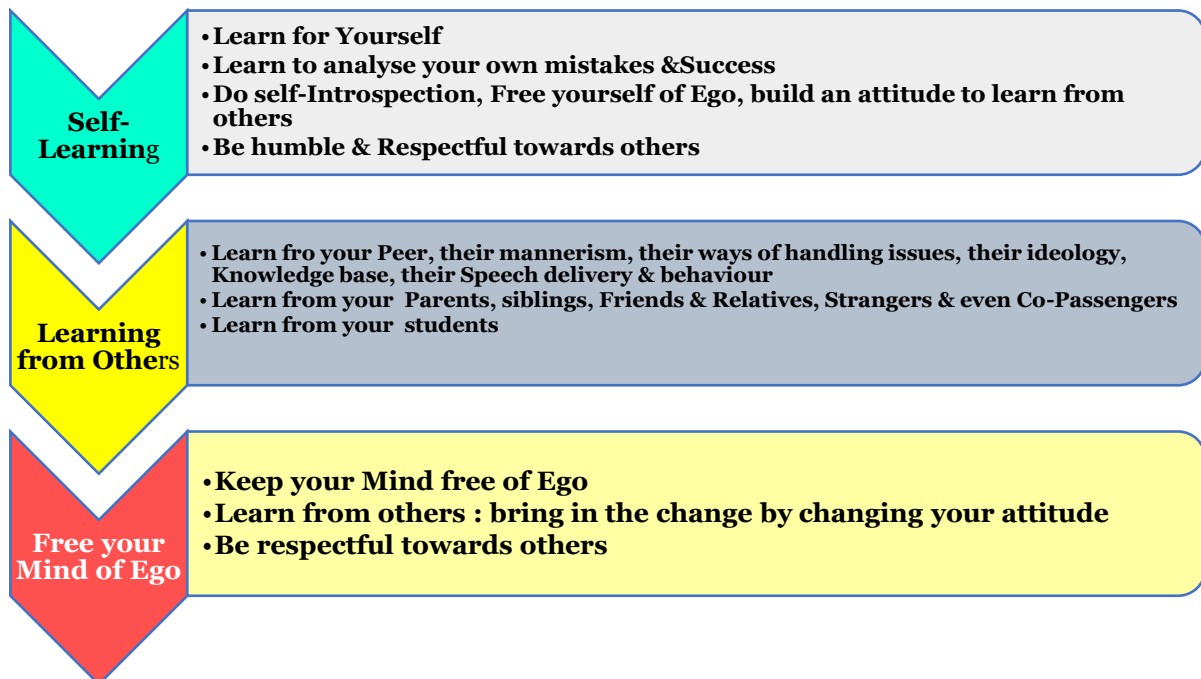 Self-
Learning
•Learn for Yourself
•Learn to analyse your own mistakes &Success
•Do self-Introspection, Free yourself of Ego, build an attitude to learn from
others
•Be humble & Respectful towards others
Learning
from Others
• Learn fro your Peer, their mannerism, their ways of handling issues, their ideology,
Knowledge base, their Speech delivery & behaviour
• Learn from your Parents, siblings, Friends & Relatives, Strangers & even Co-Passengers
• Learn from your students
Free your
Mind of Ego
•Keep your Mind free of Ego
•Learn from others : bring in the change by changing your attitude
•Be respectful towards others